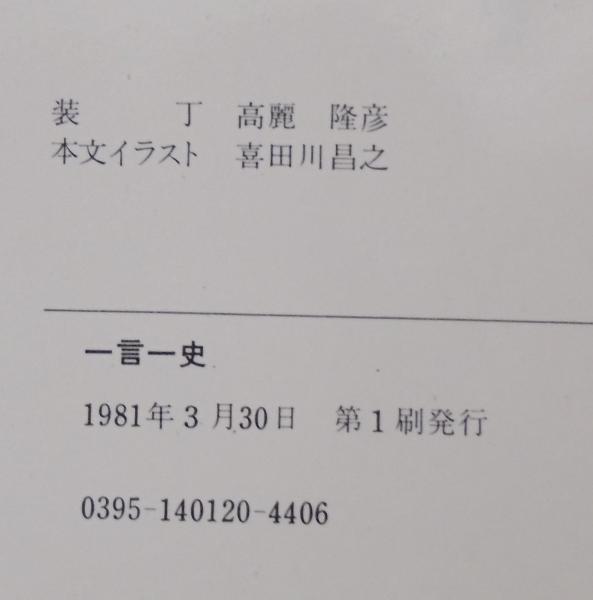 装　　丁　高麗　隆彦
本文イラスト　喜田川昌之
一言一史
1981年3月30日　第1刷発行
0395-140120-4406